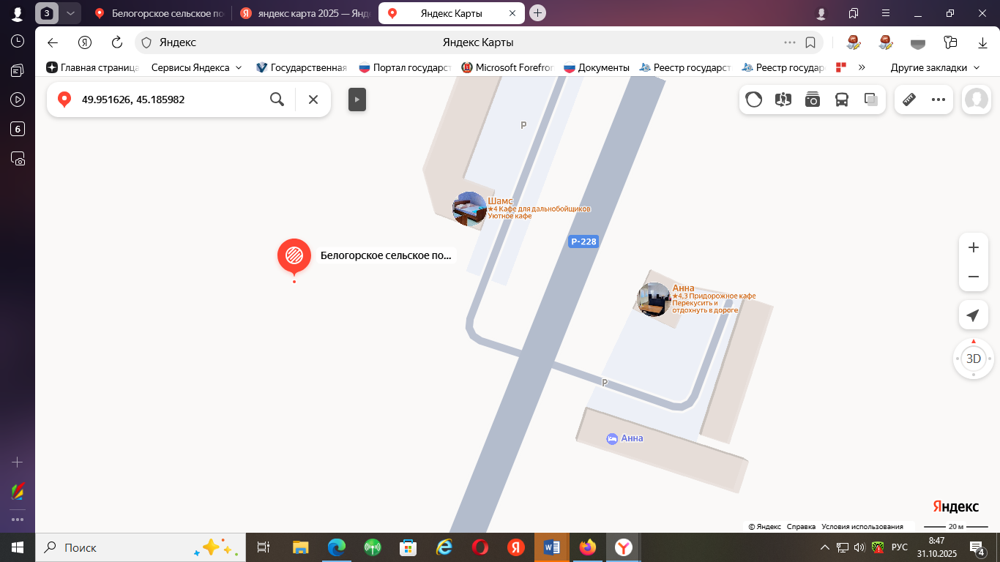 3
Белогорское сельское по
яндекс карта 2025 — Янде
Яндекс Карты
Яндекс
Яндекс Карты
Главная страница
Сервисы Яндекса
Государственная
Портал государст
Microsoft Forefron
Документы
Реестр государст
Реестр государ
»
Другие закладки
6
49.951626, 45.185982
P
Шамс
★4 Кафе для дальнобойщиков
Уютное кафе
Р-228
Белогорское сельское по...
Анна
★4,3 Придорожное кафе
Перекусить и
отдохнуть в дороге
3D
P
Анна
Яндекс
© Яндекс Справка Условия использования
20 м
Поиск
РУС
8:47
31.10.2025
4